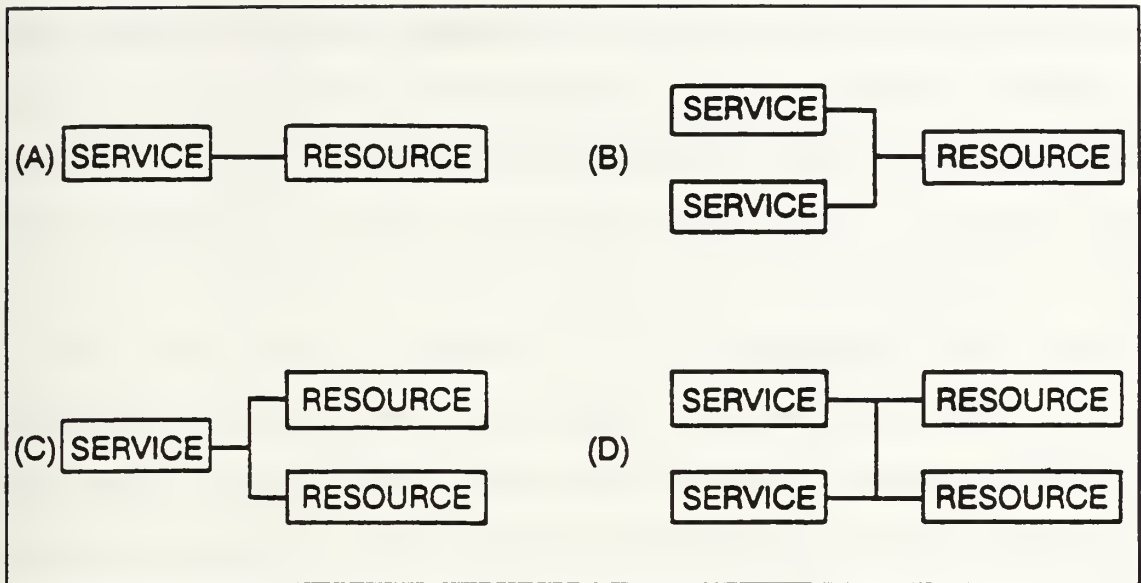 (A) SERVICE RESOURCE
(B) SERVICE SERVICE RESOURCE
(C) SERVICE RESOURCE RESOURCE
(D) SERVICE RESOURCE
SERVICE RESOURCE